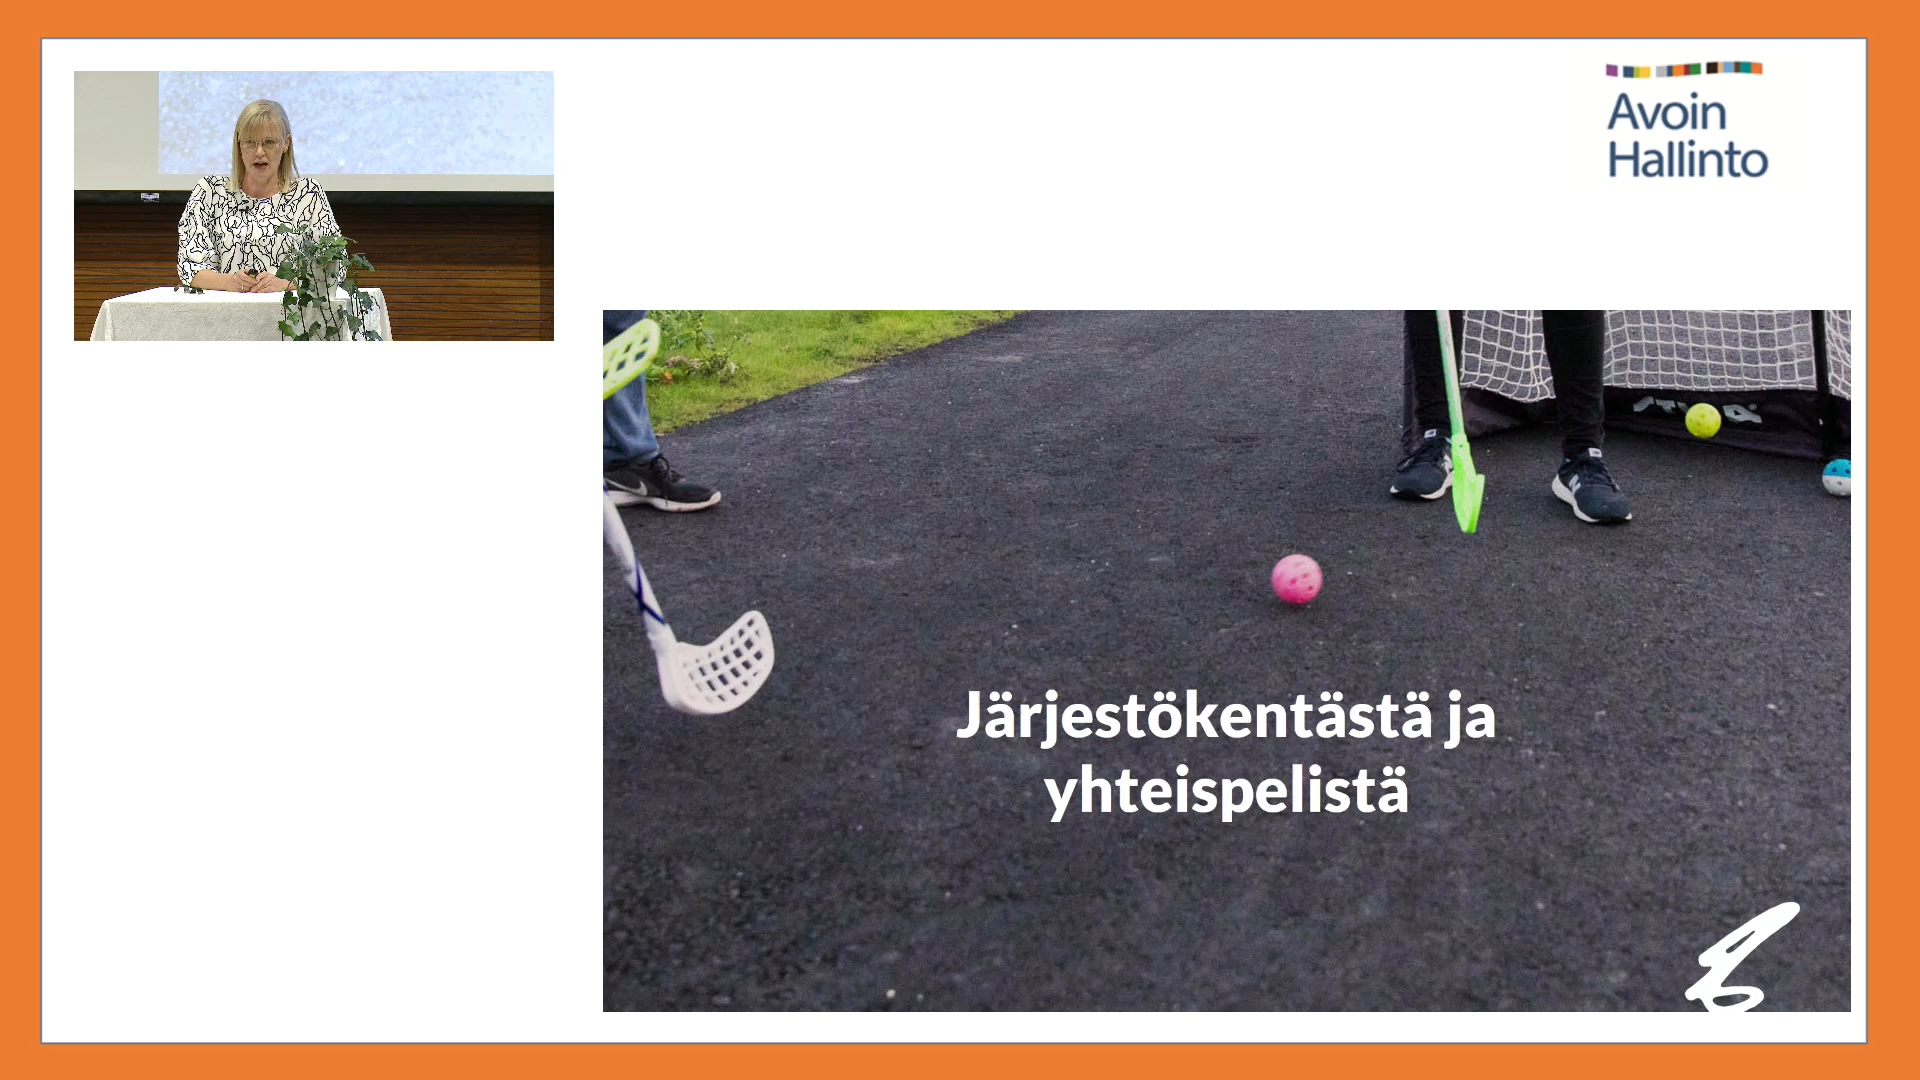 Avoin
Hallinto
Järjestökentästä ja
yhteispelistä